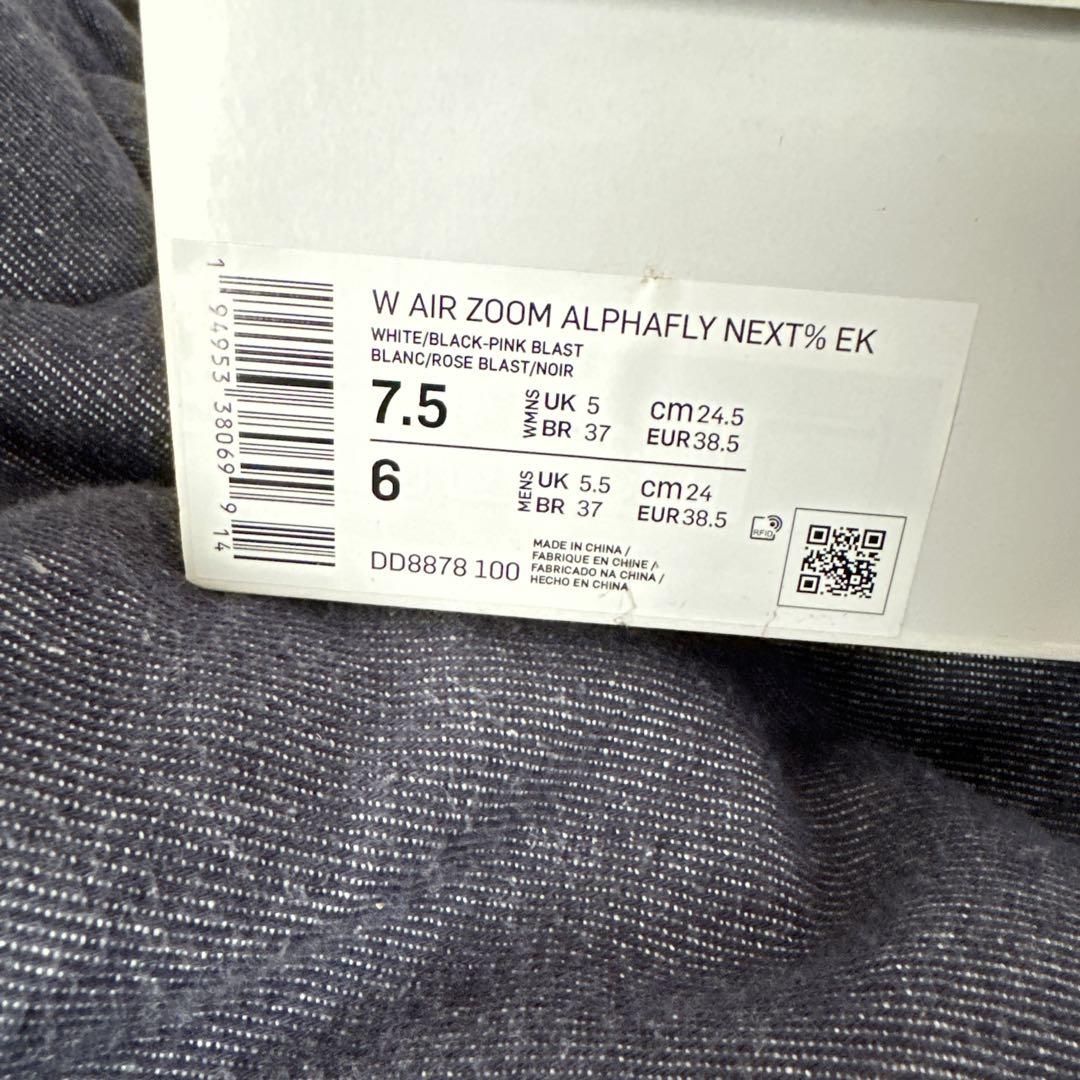 W AIR ZOOM ALPHAFLY NEXT% EK
WHITE/BLACK-PINK BLAST
BLANC/ROSE BLAST/NOIR
7.5 WMNS UK 5 cm 24.5
BR 37 EUR 38.5
6 MENS UK 5.5 cm 24
BR 37 EUR 38.5
RFID
DD8878 100
MADE IN CHINA /
FABRIQUE EN CHINE /
FABRICADO NA CHINA /
HECHO EN CHINA
1 94953 38069 9 14